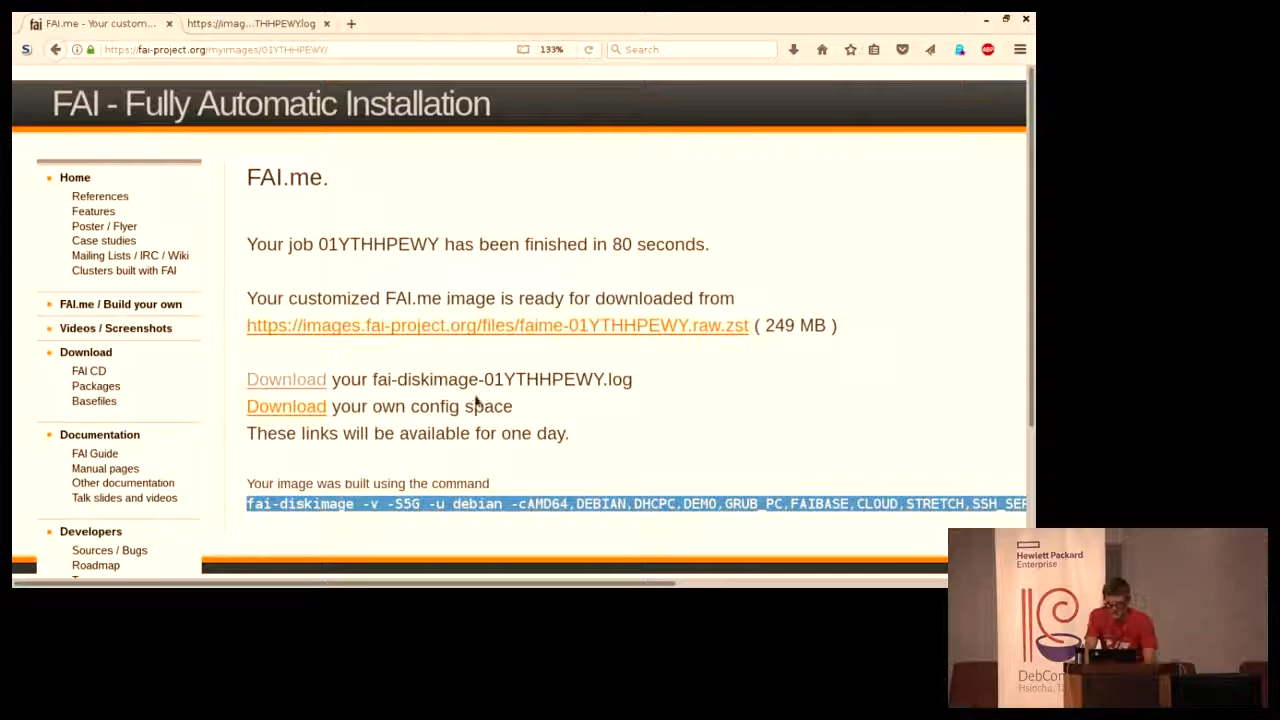 fai FAI.me - Your custom... × https://imag...THHPEWY.log × +
https://fai-project.org/myimages/01YTHHPEWY/ 133% Search
FAI - Fully Automatic Installation
Home
References
Features
Poster / Flyer
Case studies
Mailing Lists / IRC / Wiki
Clusters built with FAI
FAI.me / Build your own
Videos / Screenshots
Download
FAI CD
Packages
Basefiles
Documentation
FAI Guide
Manual pages
Other documentation
Talk slides and videos
Developers
Sources / Bugs
Roadmap
FAI.me.
Your job 01YTHHPEWY has been finished in 80 seconds.
Your customized FAI.me image is ready for downloaded from
https://images.fai-project.org/files/faime-01YTHHPEWY.raw.zst ( 249 MB )
Download your fai-diskimage-01YTHHPEWY.log
Download your own config space
These links will be available for one day.
Your image was built using the command
fai-diskimage -v -S5G -u debian -cAMD64,DEBIAN,DHCPC,DEMO,GRUB_PC,FAIBASE,CLOUD,STRETCH,SSH_SER
Hewlett Packard
Enterprise
DebCon
Hsinchu, Ta